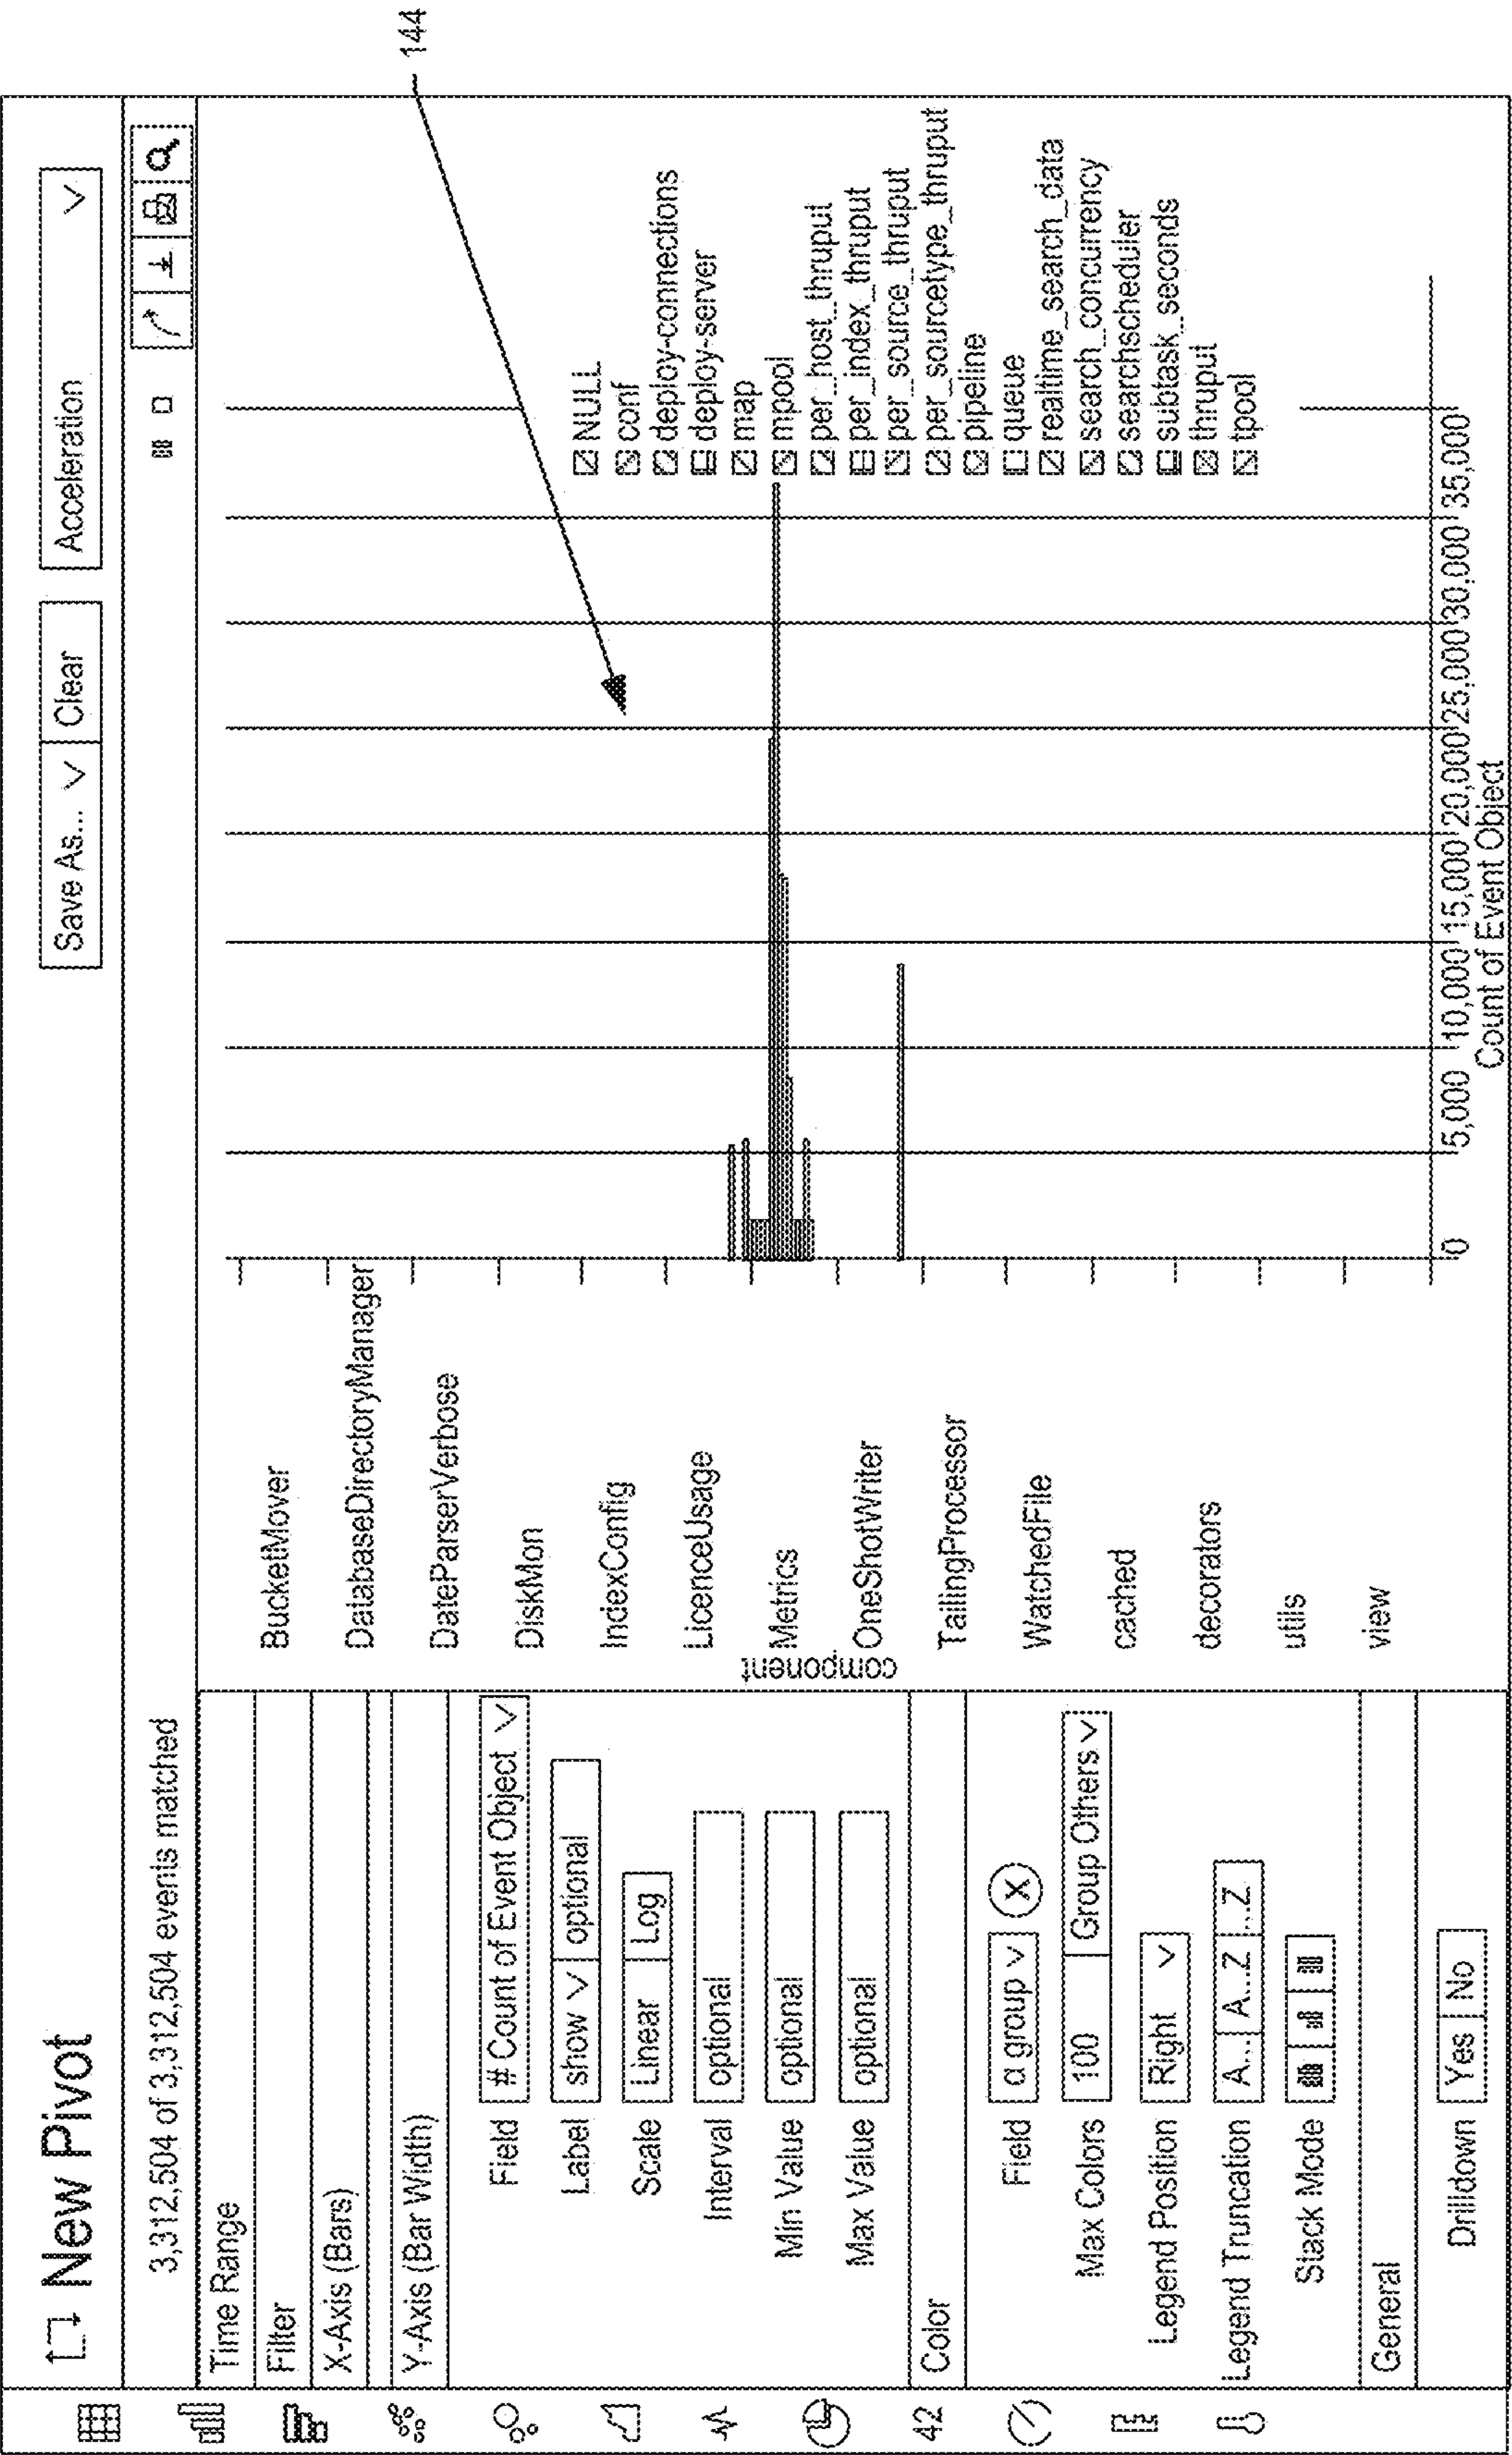 New Pivot
Save As... Clear
Acceleration
3,312,504 of 3,312,504 events matched
Time Range
Filter
X-Axis (Bars)
Y-Axis (Bar Width)
Field # Count of Event Object
Label show optional
Scale Linear Log
Interval optional
Min Value optional
Max Value optional
Color
Field α group X
Max Colors 100 Group Others
Legend Position Right
Legend Truncation A... A...Z ...Z
Stack Mode
General
Drilldown Yes No
42
component
BucketMover
DatabaseDirectoryManager
DateParserVerbose
DiskMon
IndexConfig
LicenceUsage
Metrics
OneShotWriter
TailingProcessor
WatchedFile
cached
decorators
utils
view
0 5,000 10,000 15,000 20,000 25,000 30,000 35,000
Count of Event Object
NULL
conf
deploy-connections
deploy-server
map
mpool
per_host_thruput
per_index_thruput
per_source_thruput
per_sourcetype_thruput
pipeline
queue
realtime_search_data
search_concurrency
searchscheduler
subtask_seconds
thruput
tpool
144